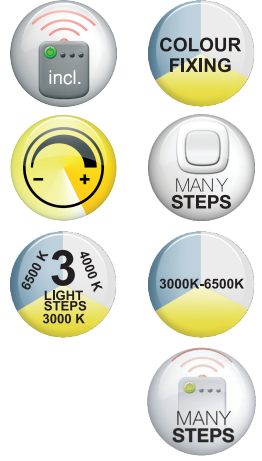 incl.
COLOUR
FIXING
- +
MANY
STEPS
6500 K
3
4000 K
LIGHT
STEPS
3000 K
3000K-6500K
MANY
STEPS